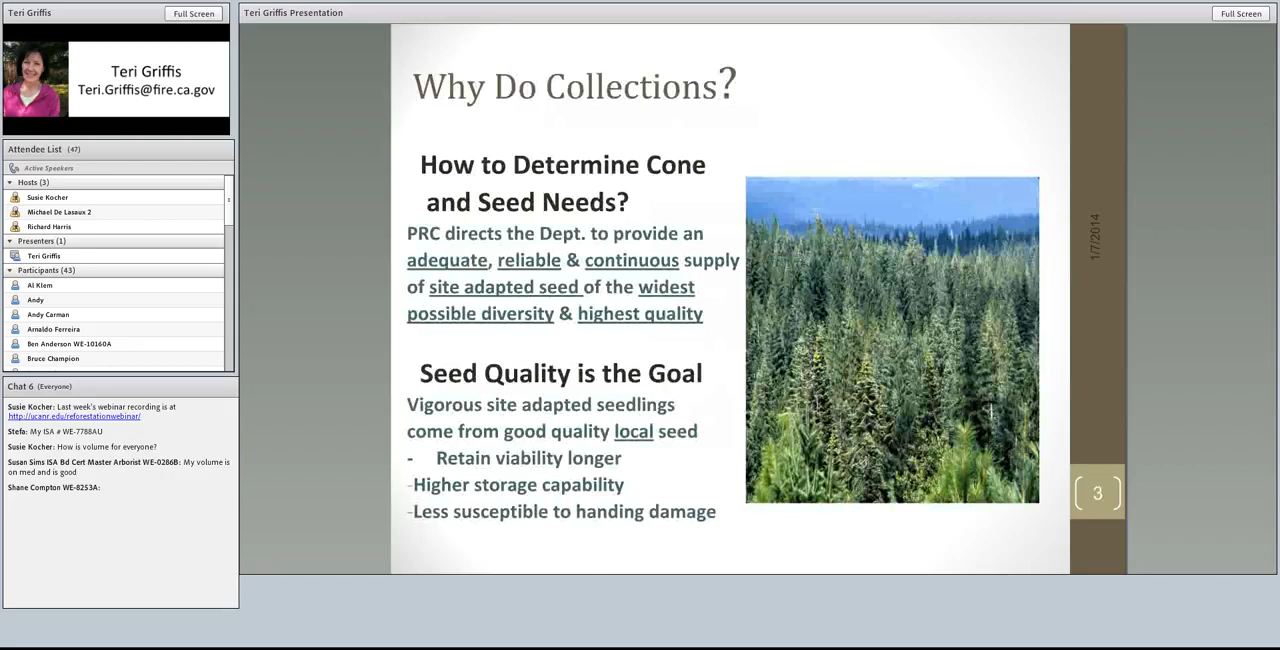 Teri Griffis
Full Screen
Teri Griffis
Teri.Griffis@fire.ca.gov
Attendee List (47)
Active Speakers
Hosts (3)
Susie Kocher
Michael De Lasaux 2
Richard Harris
Presenters (1)
Teri Griffis
Participants (43)
Al Klem
Andy
Andy Carman
Arnaldo Ferreira
Ben Anderson WE-10160A
Bruce Champion
Chat 6 (Everyone)
Susie Kocher: Last week's webinar recording is at
http://ucanr.edu/reforestationwebinar/
Stefa: My ISA # WE-7788AU
Susie Kocher: How is volume for everyone?
Susan Sims ISA Bd Cert Master Arborist WE-0286B: My volume is
on med and is good
Shane Compton WE-8253A:
Teri Griffis Presentation
Full Screen
Why Do Collections?
How to Determine Cone
and Seed Needs?
PRC directs the Dept. to provide an
adequate, reliable & continuous supply
of site adapted seed of the widest
possible diversity & highest quality
Seed Quality is the Goal
Vigorous site adapted seedlings
come from good quality local seed
- Retain viability longer
-Higher storage capability
-Less susceptible to handing damage
1/7/2014
3